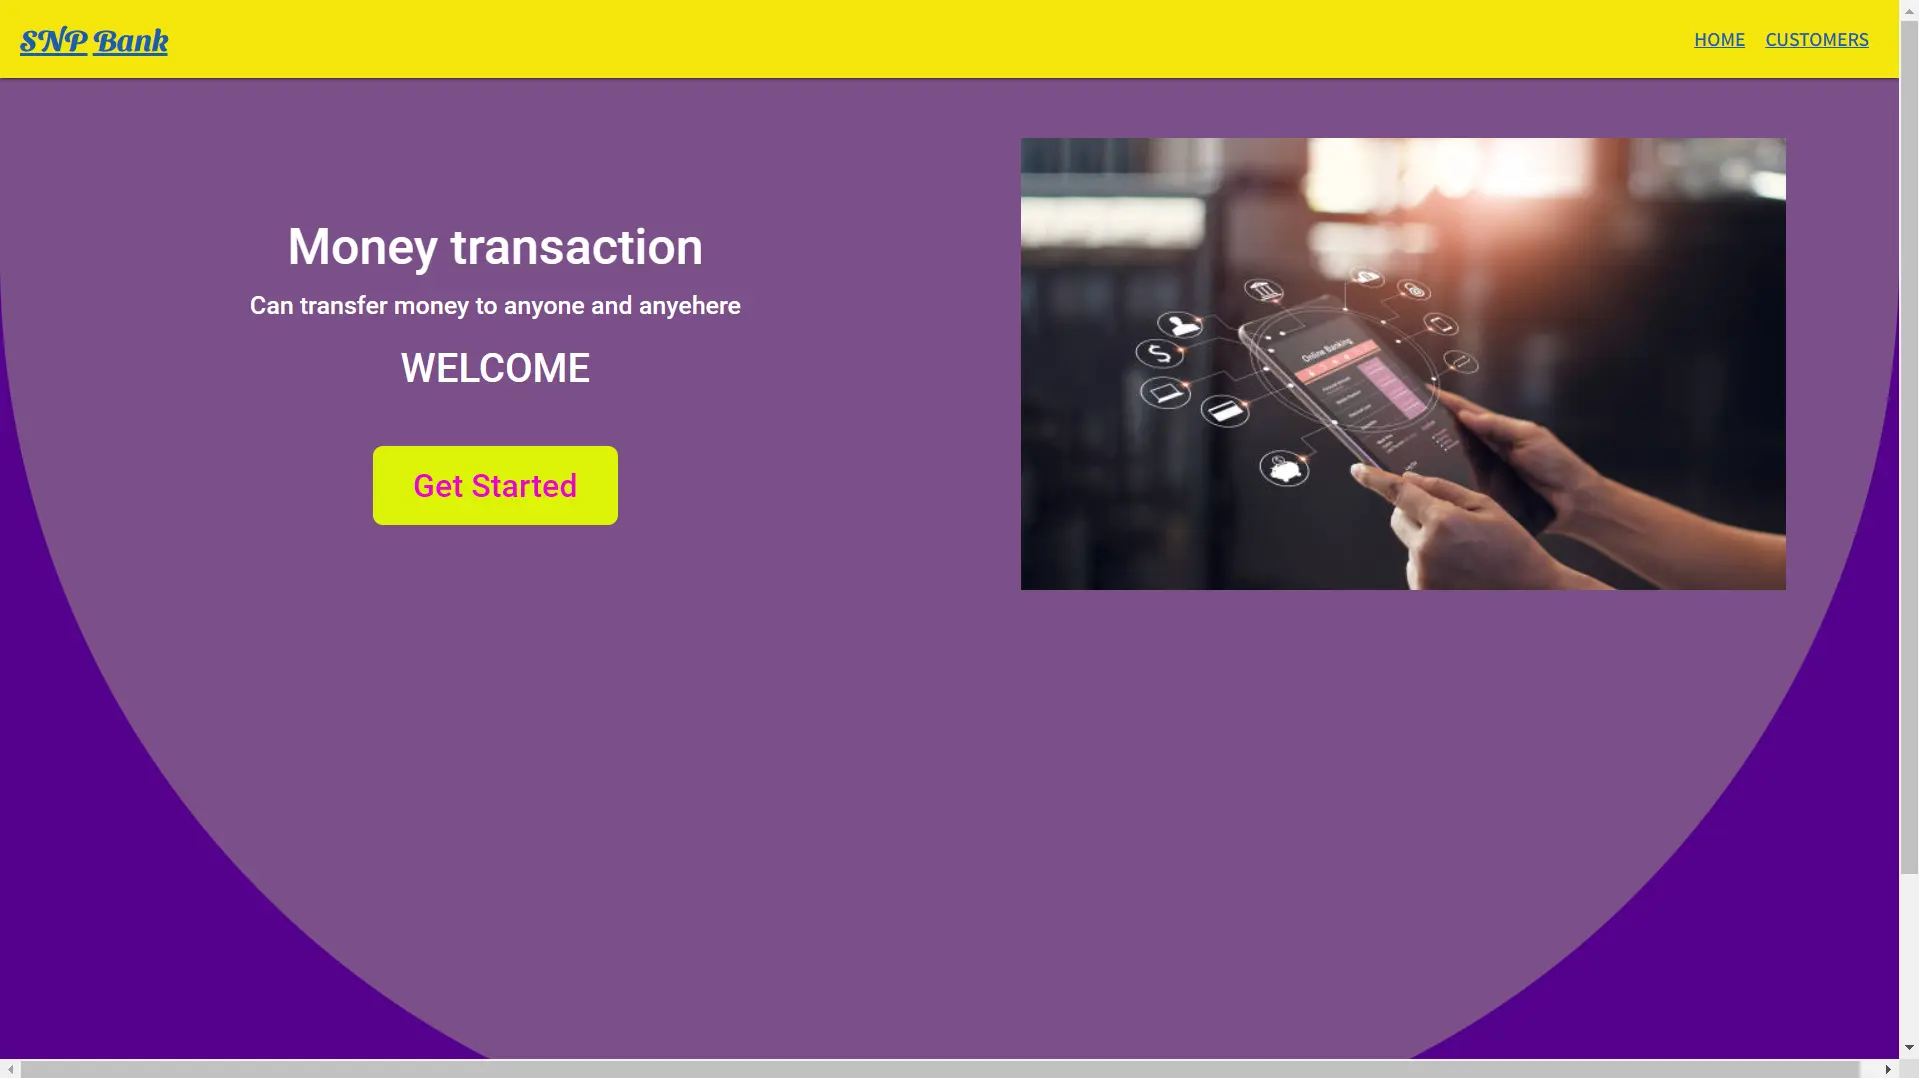 SNP Bank
HOME CUSTOMERS
Money transaction
Can transfer money to anyone and anyehere
WELCOME
Get Started
Online Banking